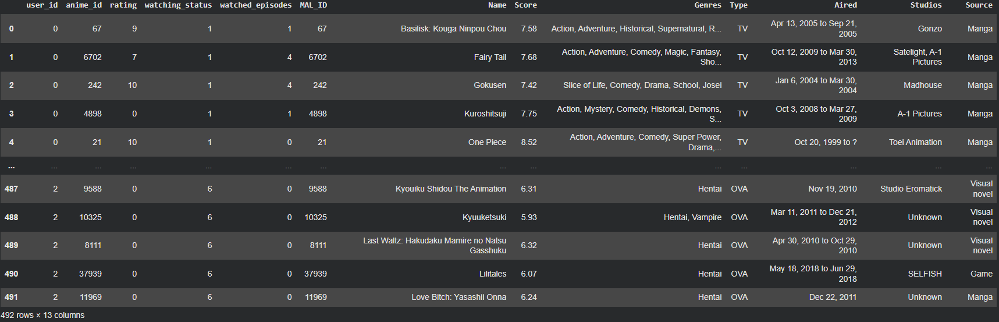 user_id anime_id rating watching_status watched_episodes MAL_ID Name Score Genres Type Aired Studios Source
0 0 67 9 1 1 67 Basilisk: Kouga Ninpou Chou 7.58 Action, Adventure, Historical, Supernatural, R... TV Apr 13, 2005 to Sep 21, 2005 Gonzo Manga
1 0 6702 7 1 4 6702 Fairy Tail 7.68 Action, Adventure, Comedy, Magic, Fantasy, Sho... TV Oct 12, 2009 to Mar 30, 2013 Satelight, A-1 Pictures Manga
2 0 242 10 1 4 242 Gokusen 7.42 Slice of Life, Comedy, Drama, School, Josei TV Jan 6, 2004 to Mar 30, 2004 Madhouse Manga
3 0 4898 0 1 1 4898 Kuroshitsuji 7.75 Action, Mystery, Comedy, Historical, Demons, S... TV Oct 3, 2008 to Mar 27, 2009 A-1 Pictures Manga
4 0 21 10 1 0 21 One Piece 8.52 Action, Adventure, Comedy, Super Power, Drama,... TV Oct 20, 1999 to ? Toei Animation Manga
... ... ... ... ... ... ... ... ... ... ... ... ... ...
487 2 9588 0 6 0 9588 Kyouiku Shidou The Animation 6.31 Hentai OVA Nov 19, 2010 Studio Eromatick Visual novel
488 2 10325 0 6 0 10325 Kyuuketsuki 5.93 Hentai, Vampire OVA Mar 11, 2011 to Dec 21, 2012 Unknown Visual novel
489 2 8111 0 6 0 8111 Last Waltz: Hakudaku Mamire no Natsu Gasshuku 6.32 Hentai OVA Apr 30, 2010 to Oct 29, 2010 Unknown Visual novel
490 2 37939 0 6 0 37939 Lilitales 6.07 Hentai OVA May 18, 2018 to Jun 29, 2018 SELFISH Game
491 2 11969 0 6 0 11969 Love Bitch: Yasashii Onna 6.24 Hentai OVA Dec 22, 2011 Unknown Manga
492 rows × 13 columns